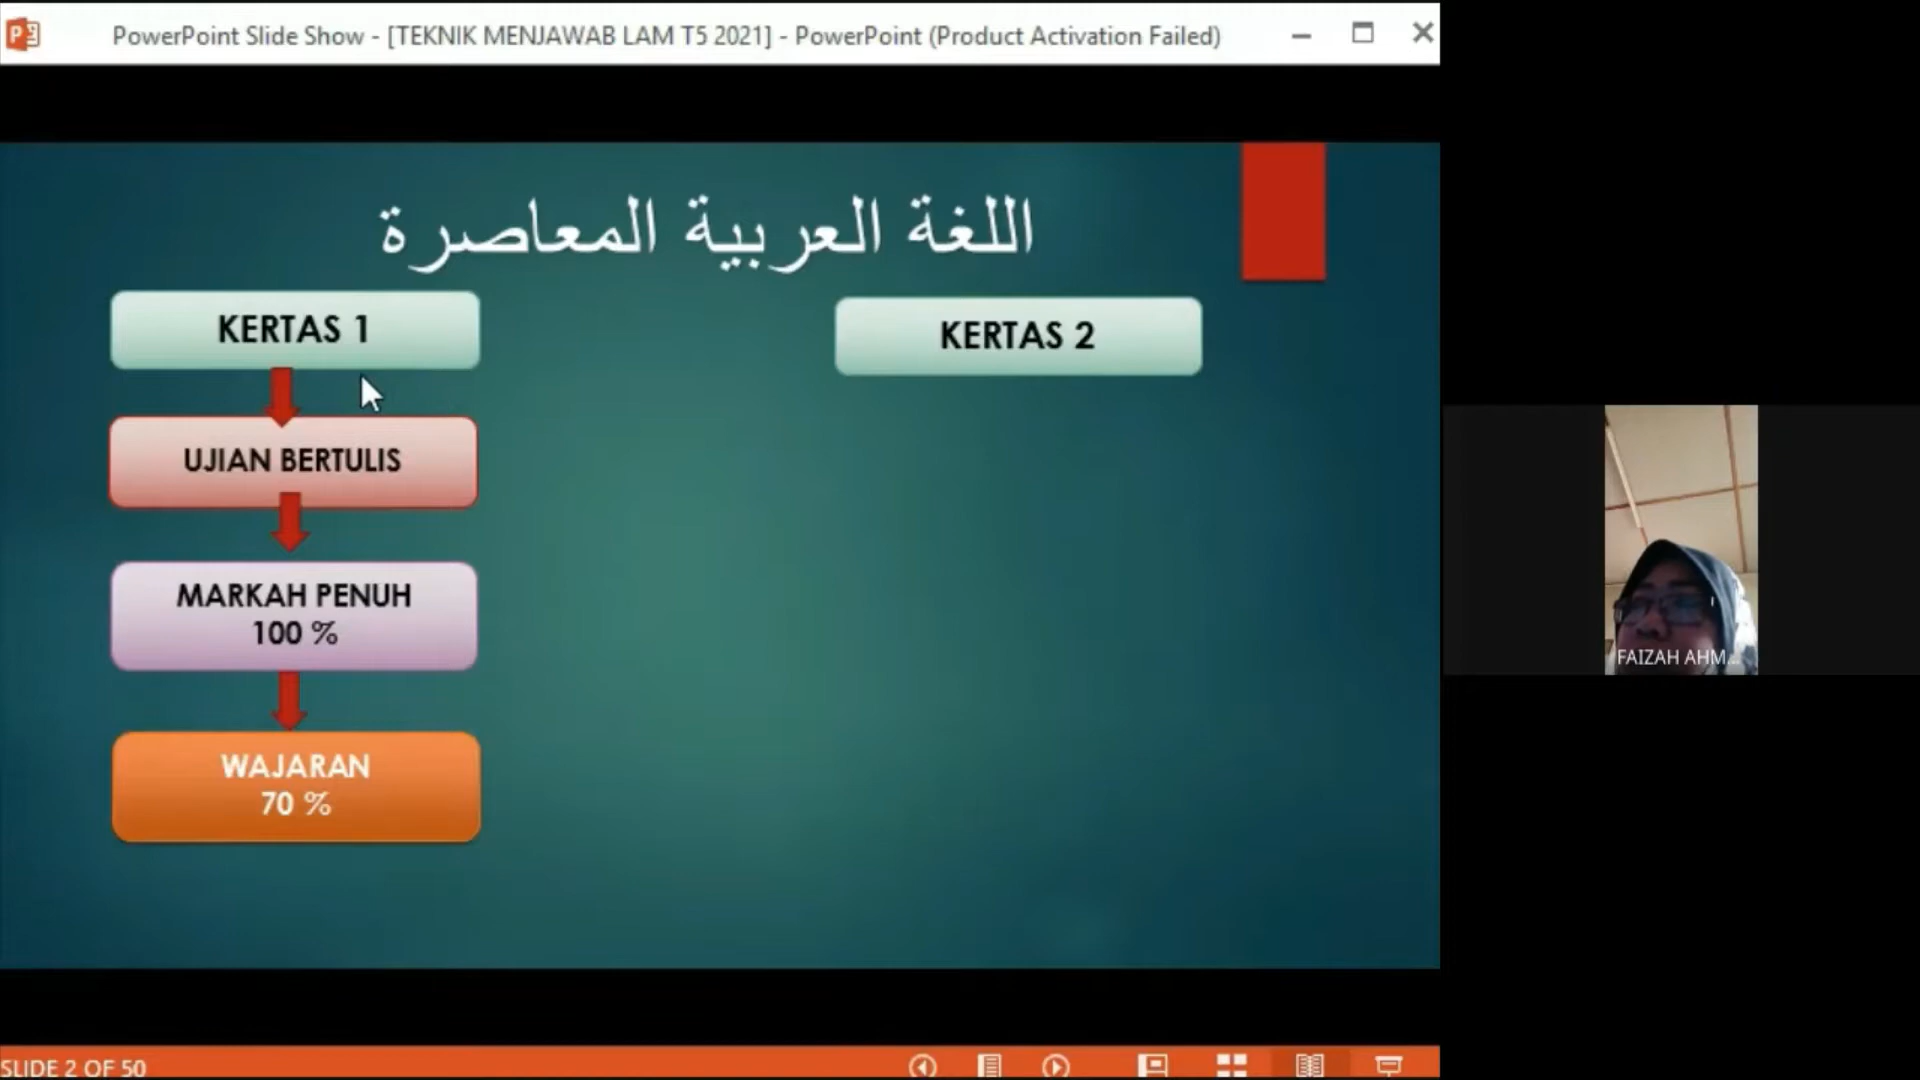 PowerPoint Slide Show - [TEKNIK MENJAWAB LAM T5 2021] - PowerPoint (Product Activation Failed)
اللغة العربية المعاصرة
KERTAS 1
UJIAN BERTULIS
MARKAH PENUH
100 %
WAJARAN
70 %
KERTAS 2
FAIZAH AHM...
SLIDE 2 OF 50